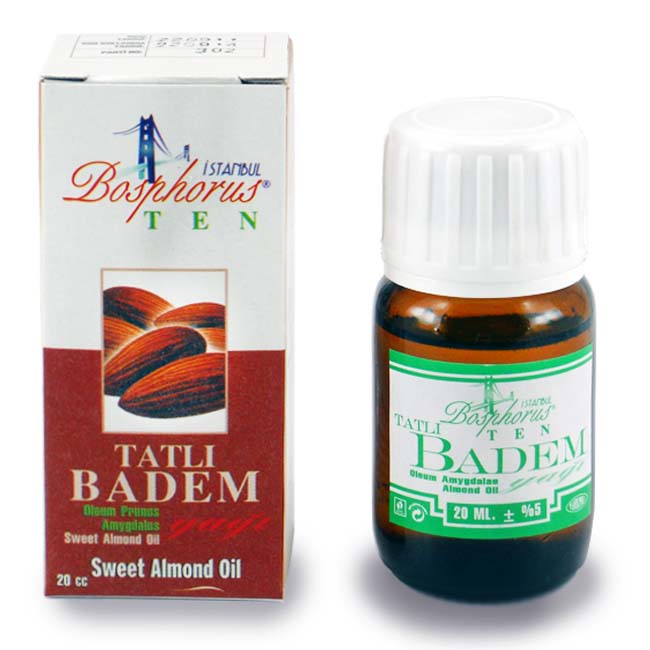 İSTANBUL
Bosphorus®
TEN
TATLI
BADEM
yağı
Oleum Prunus
Amygdalus
Sweet Almond Oil
Sweet Almond Oil
20 cc
İSTANBUL
Bosphorus®
TEN
TATLI
BADEM
yağı
Oleum Amygdalae
Almond Oil
20 ML. ± %5